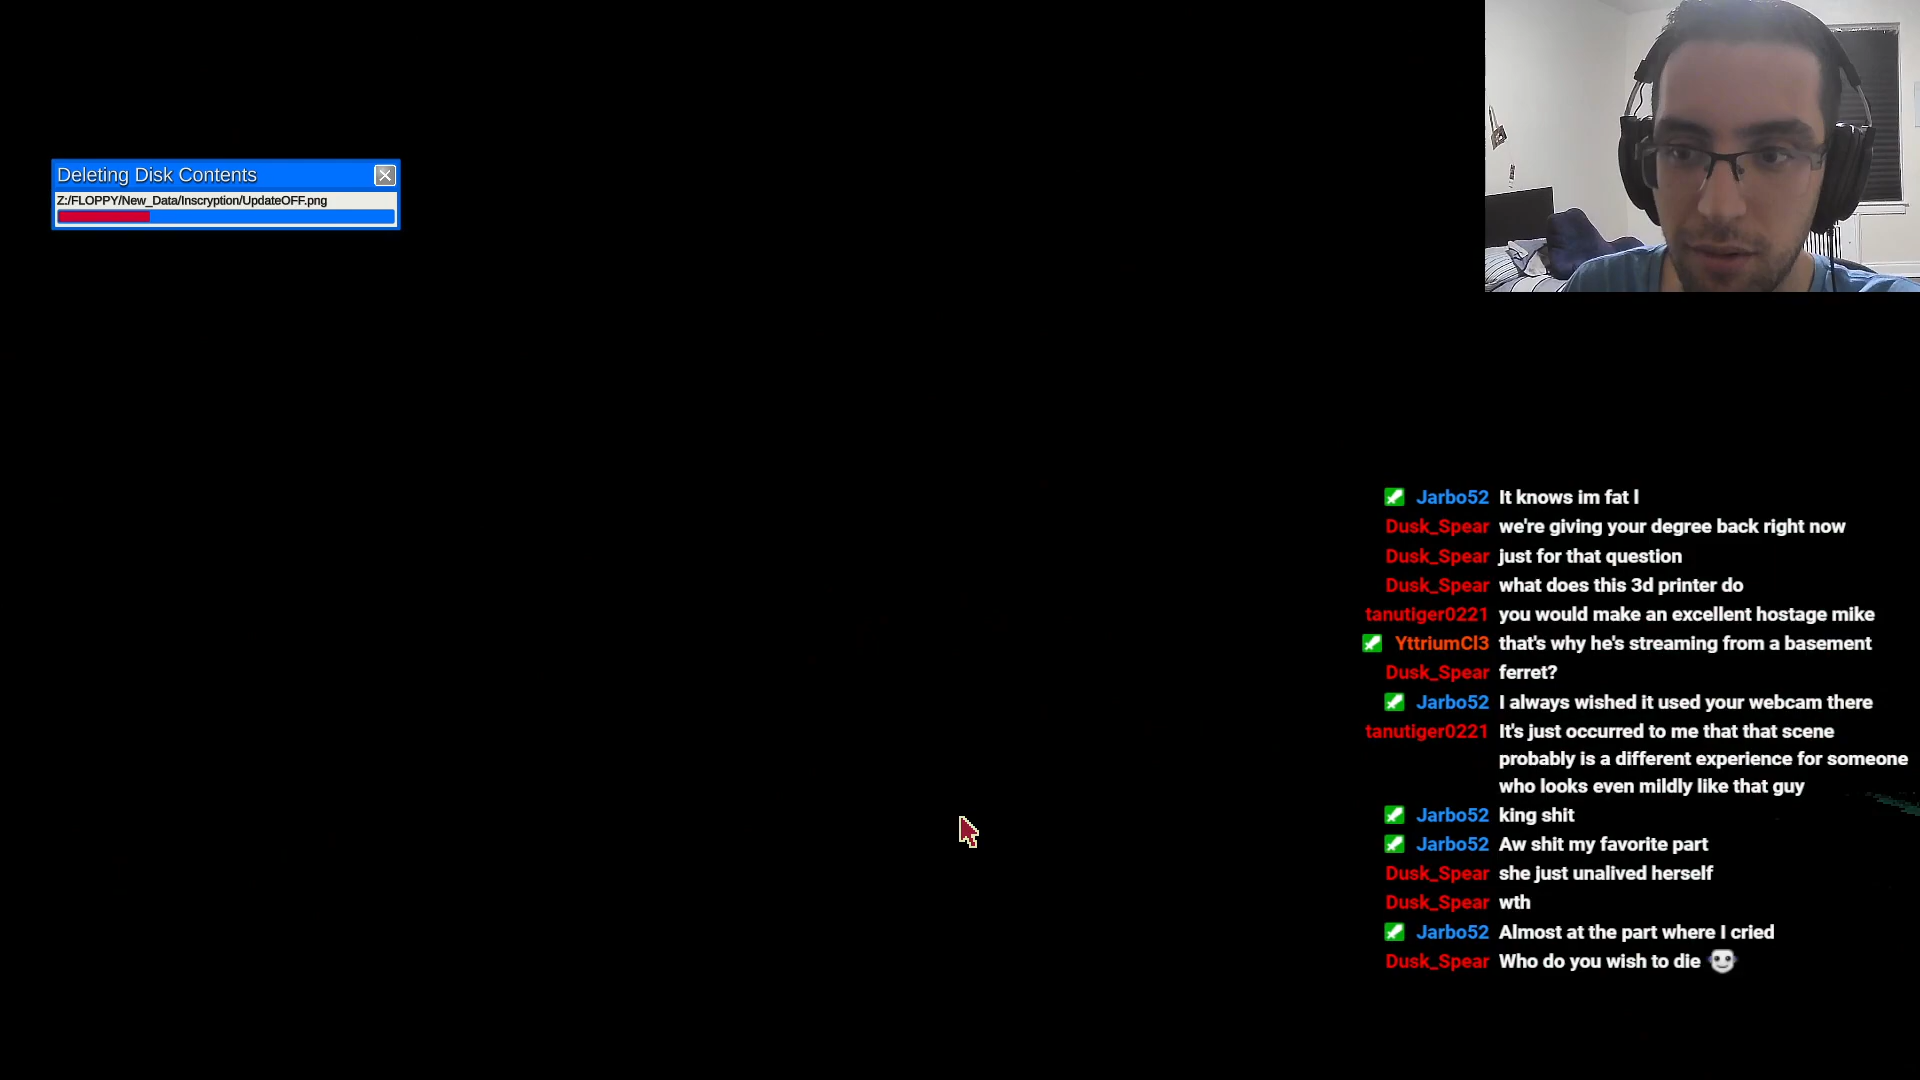 Deleting Disk Contents
Z:/FLOPPY/New_Data/Inscryption/UpdateOFF.png
Jarbo52 It knows im fat l
Dusk_Spear we're giving your degree back right now
Dusk_Spear just for that question
Dusk_Spear what does this 3d printer do
tanutiger0221 you would make an excellent hostage mike
YttriumCl3 that's why he's streaming from a basement
Dusk_Spear ferret?
Jarbo52 I always wished it used your webcam there
tanutiger0221 It's just occurred to me that that scene
probably is a different experience for someone
who looks even mildly like that guy
Jarbo52 king shit
Jarbo52 Aw shit my favorite part
Dusk_Spear she just unalived herself
Dusk_Spear wth
Jarbo52 Almost at the part where I cried
Dusk_Spear Who do you wish to die